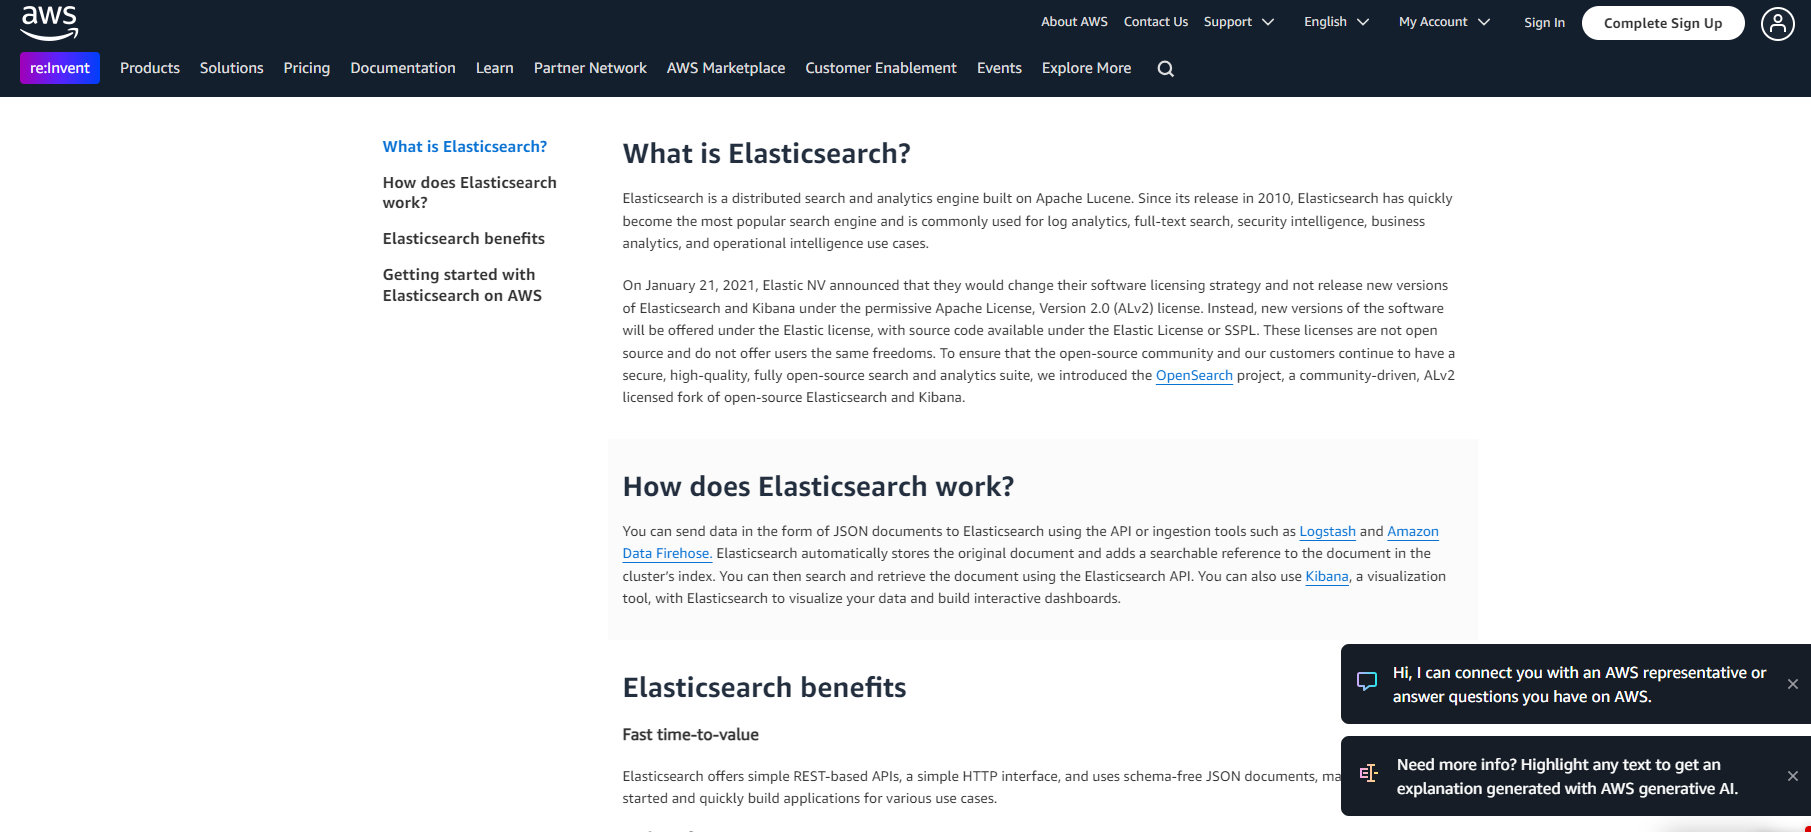 aws
About AWS Contact Us Support English My Account Sign In Complete Sign Up
re:Invent Products Solutions Pricing Documentation Learn Partner Network AWS Marketplace Customer Enablement Events Explore More
What is Elasticsearch?
How does Elasticsearch
work?
Elasticsearch benefits
Getting started with
Elasticsearch on AWS
What is Elasticsearch?
Elasticsearch is a distributed search and analytics engine built on Apache Lucene. Since its release in 2010, Elasticsearch has quickly
become the most popular search engine and is commonly used for log analytics, full-text search, security intelligence, business
analytics, and operational intelligence use cases.
On January 21, 2021, Elastic NV announced that they would change their software licensing strategy and not release new versions
of Elasticsearch and Kibana under the permissive Apache License, Version 2.0 (ALv2) license. Instead, new versions of the software
will be offered under the Elastic license, with source code available under the Elastic License or SSPL. These licenses are not open
source and do not offer users the same freedoms. To ensure that the open-source community and our customers continue to have a
secure, high-quality, fully open-source search and analytics suite, we introduced the OpenSearch project, a community-driven, ALv2
licensed fork of open-source Elasticsearch and Kibana.
How does Elasticsearch work?
You can send data in the form of JSON documents to Elasticsearch using the API or ingestion tools such as Logstash and Amazon
Data Firehose. Elasticsearch automatically stores the original document and adds a searchable reference to the document in the
cluster’s index. You can then search and retrieve the document using the Elasticsearch API. You can also use Kibana, a visualization
tool, with Elasticsearch to visualize your data and build interactive dashboards.
Elasticsearch benefits
Fast time-to-value
Elasticsearch offers simple REST-based APIs, a simple HTTP interface, and uses schema-free JSON documents, ma
started and quickly build applications for various use cases.
Hi, I can connect you with an AWS representative or
answer questions you have on AWS.
Need more info? Highlight any text to get an
explanation generated with AWS generative AI.